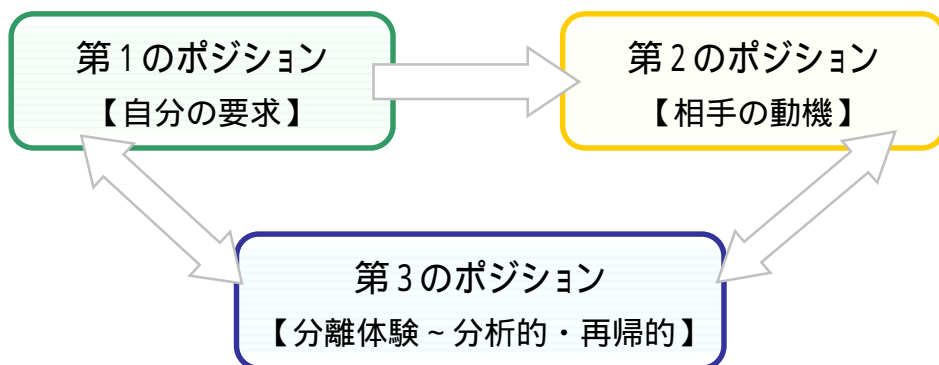 第1のポジション
【自分の要求】
第2のポジション
【相手の動機】
第3のポジション
【分離体験~分析的・再帰的】